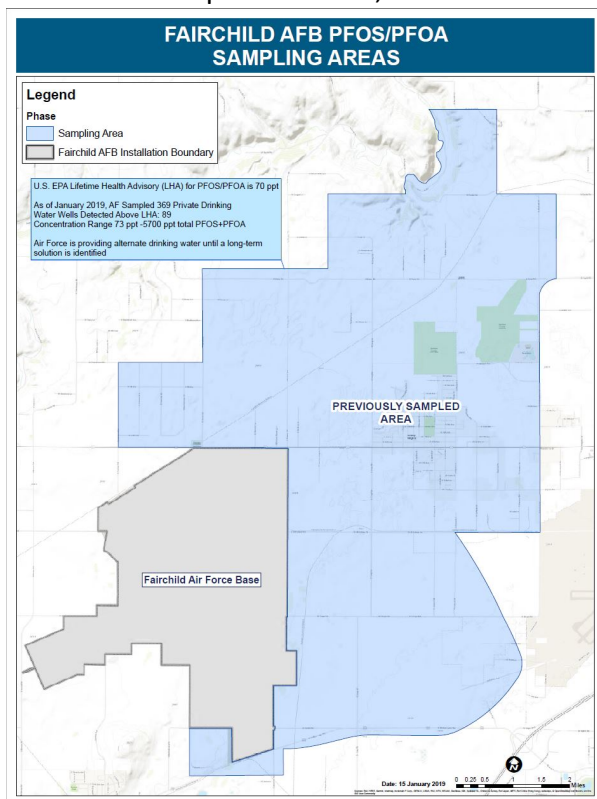 FAIRCHILD AFB PFOS/PFOA
SAMPLING AREAS
Legend
Phase
Sampling Area
Fairchild AFB Installation Boundary
U.S. EPA Lifetime Health Advisory (LHA) for PFOS/PFOA is 70 ppt
As of January 2019, AF Sampled 369 Private Drinking
Water Wells Detected Above LHA: 89
Concentration Range 73 ppt -5700 ppt total PFOS+PFOA
Air Force is providing alternate drinking water until a long-term
solution is identified
PREVIOUSLY SAMPLED
AREA
Fairchild Air Force Base
N
Date: 15 January 2019
0 0.25 0.5 1 1.5 2
Miles